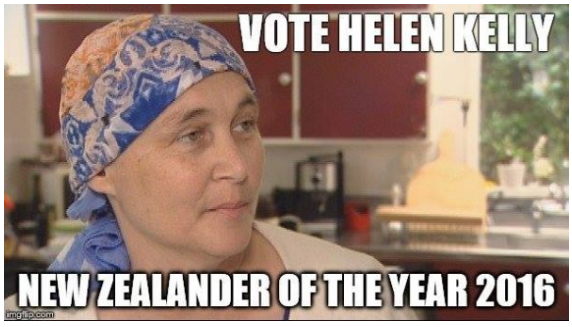 VOTE HELEN KELLY
NEW ZEALANDER OF THE YEAR 2016
imgflip.com